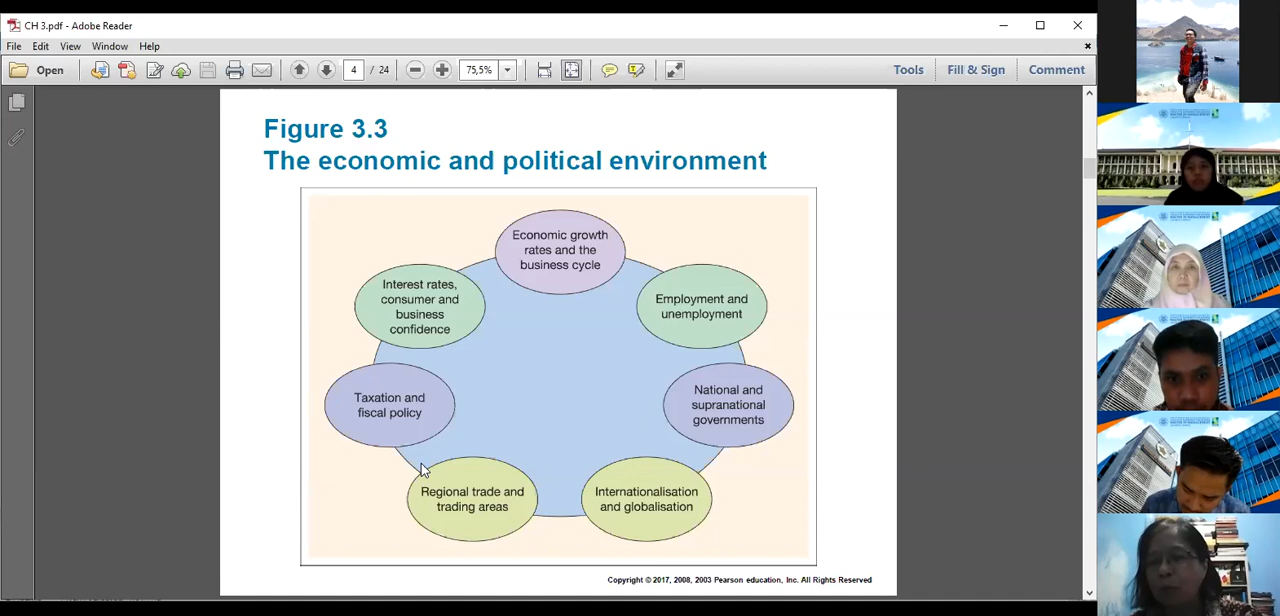 CH 3.pdf - Adobe Reader
File Edit View Window Help
Open 4 / 24 75,5% Tools Fill & Sign Comment
Figure 3.3
The economic and political environment
Economic growth
rates and the
business cycle
Interest rates,
consumer and
business
confidence
Employment and
unemployment
Taxation and
fiscal policy
National and
supranational
governments
Regional trade and
trading areas
Internationalisation
and globalisation
Copyright © 2017, 2008, 2003 Pearson education, Inc. All Rights Reserved